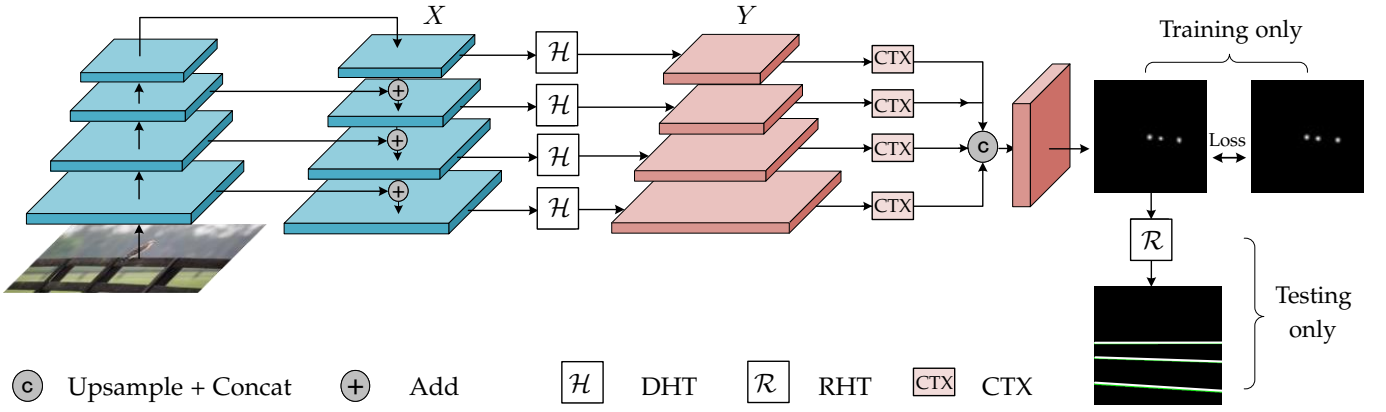 X
Y
Training only
H
CTX
H
CTX
H
CTX
H
CTX
+
+
+
C
Loss
R
Testing
only
C Upsample + Concat
+ Add
H DHT
R RHT
CTX CTX